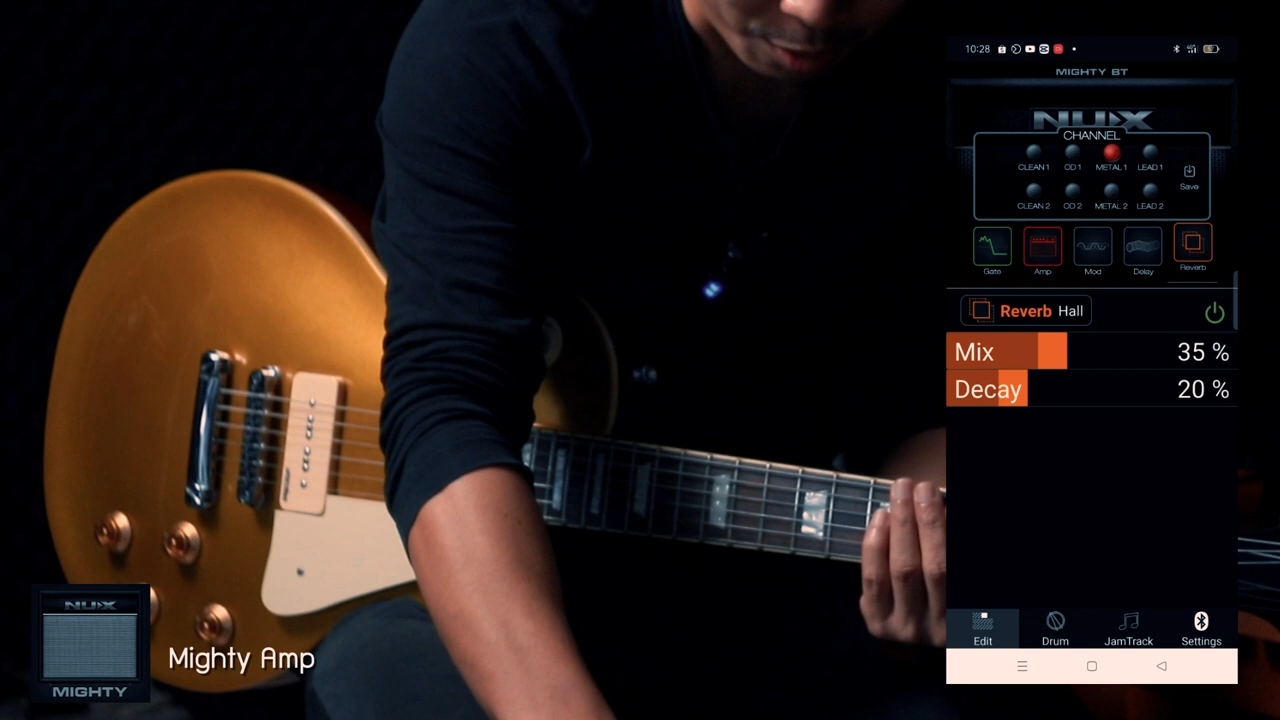 10:28
MIGHTY BT
NUX
CHANNEL
CLEAN 1 OD 1 METAL 1 LEAD 1
Save
CLEAN 2 OD 2 METAL 2 LEAD 2
Gate Amp Mod Delay Reverb
Reverb Hall
Mix 35 %
Decay 20 %
Edit Drum JamTrack Settings
NUX
MIGHTY
Mighty Amp